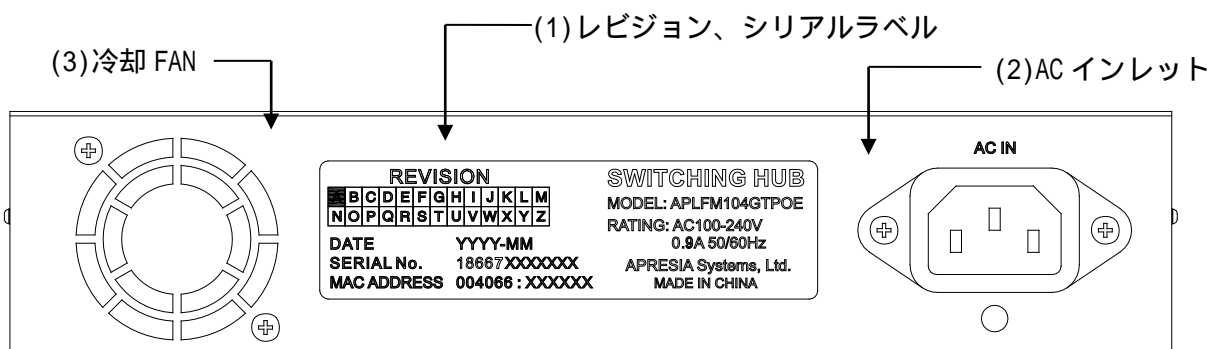 (1)レビジョン、シリアルラベル
(3)冷却 FAN
(2)AC インレット
AC IN
REVISION
B C D E F G H I J K L M
N O P Q R S T U V W X Y Z
DATE YYYY-MM
SERIAL No. 18667XXXXXXX
MAC ADDRESS 004066 : XXXXXX
SWITCHING HUB
MODEL: APLFM104GTPOE
RATING: AC100-240V
0.9A 50/60Hz
APRESIA Systems, Ltd.
MADE IN CHINA